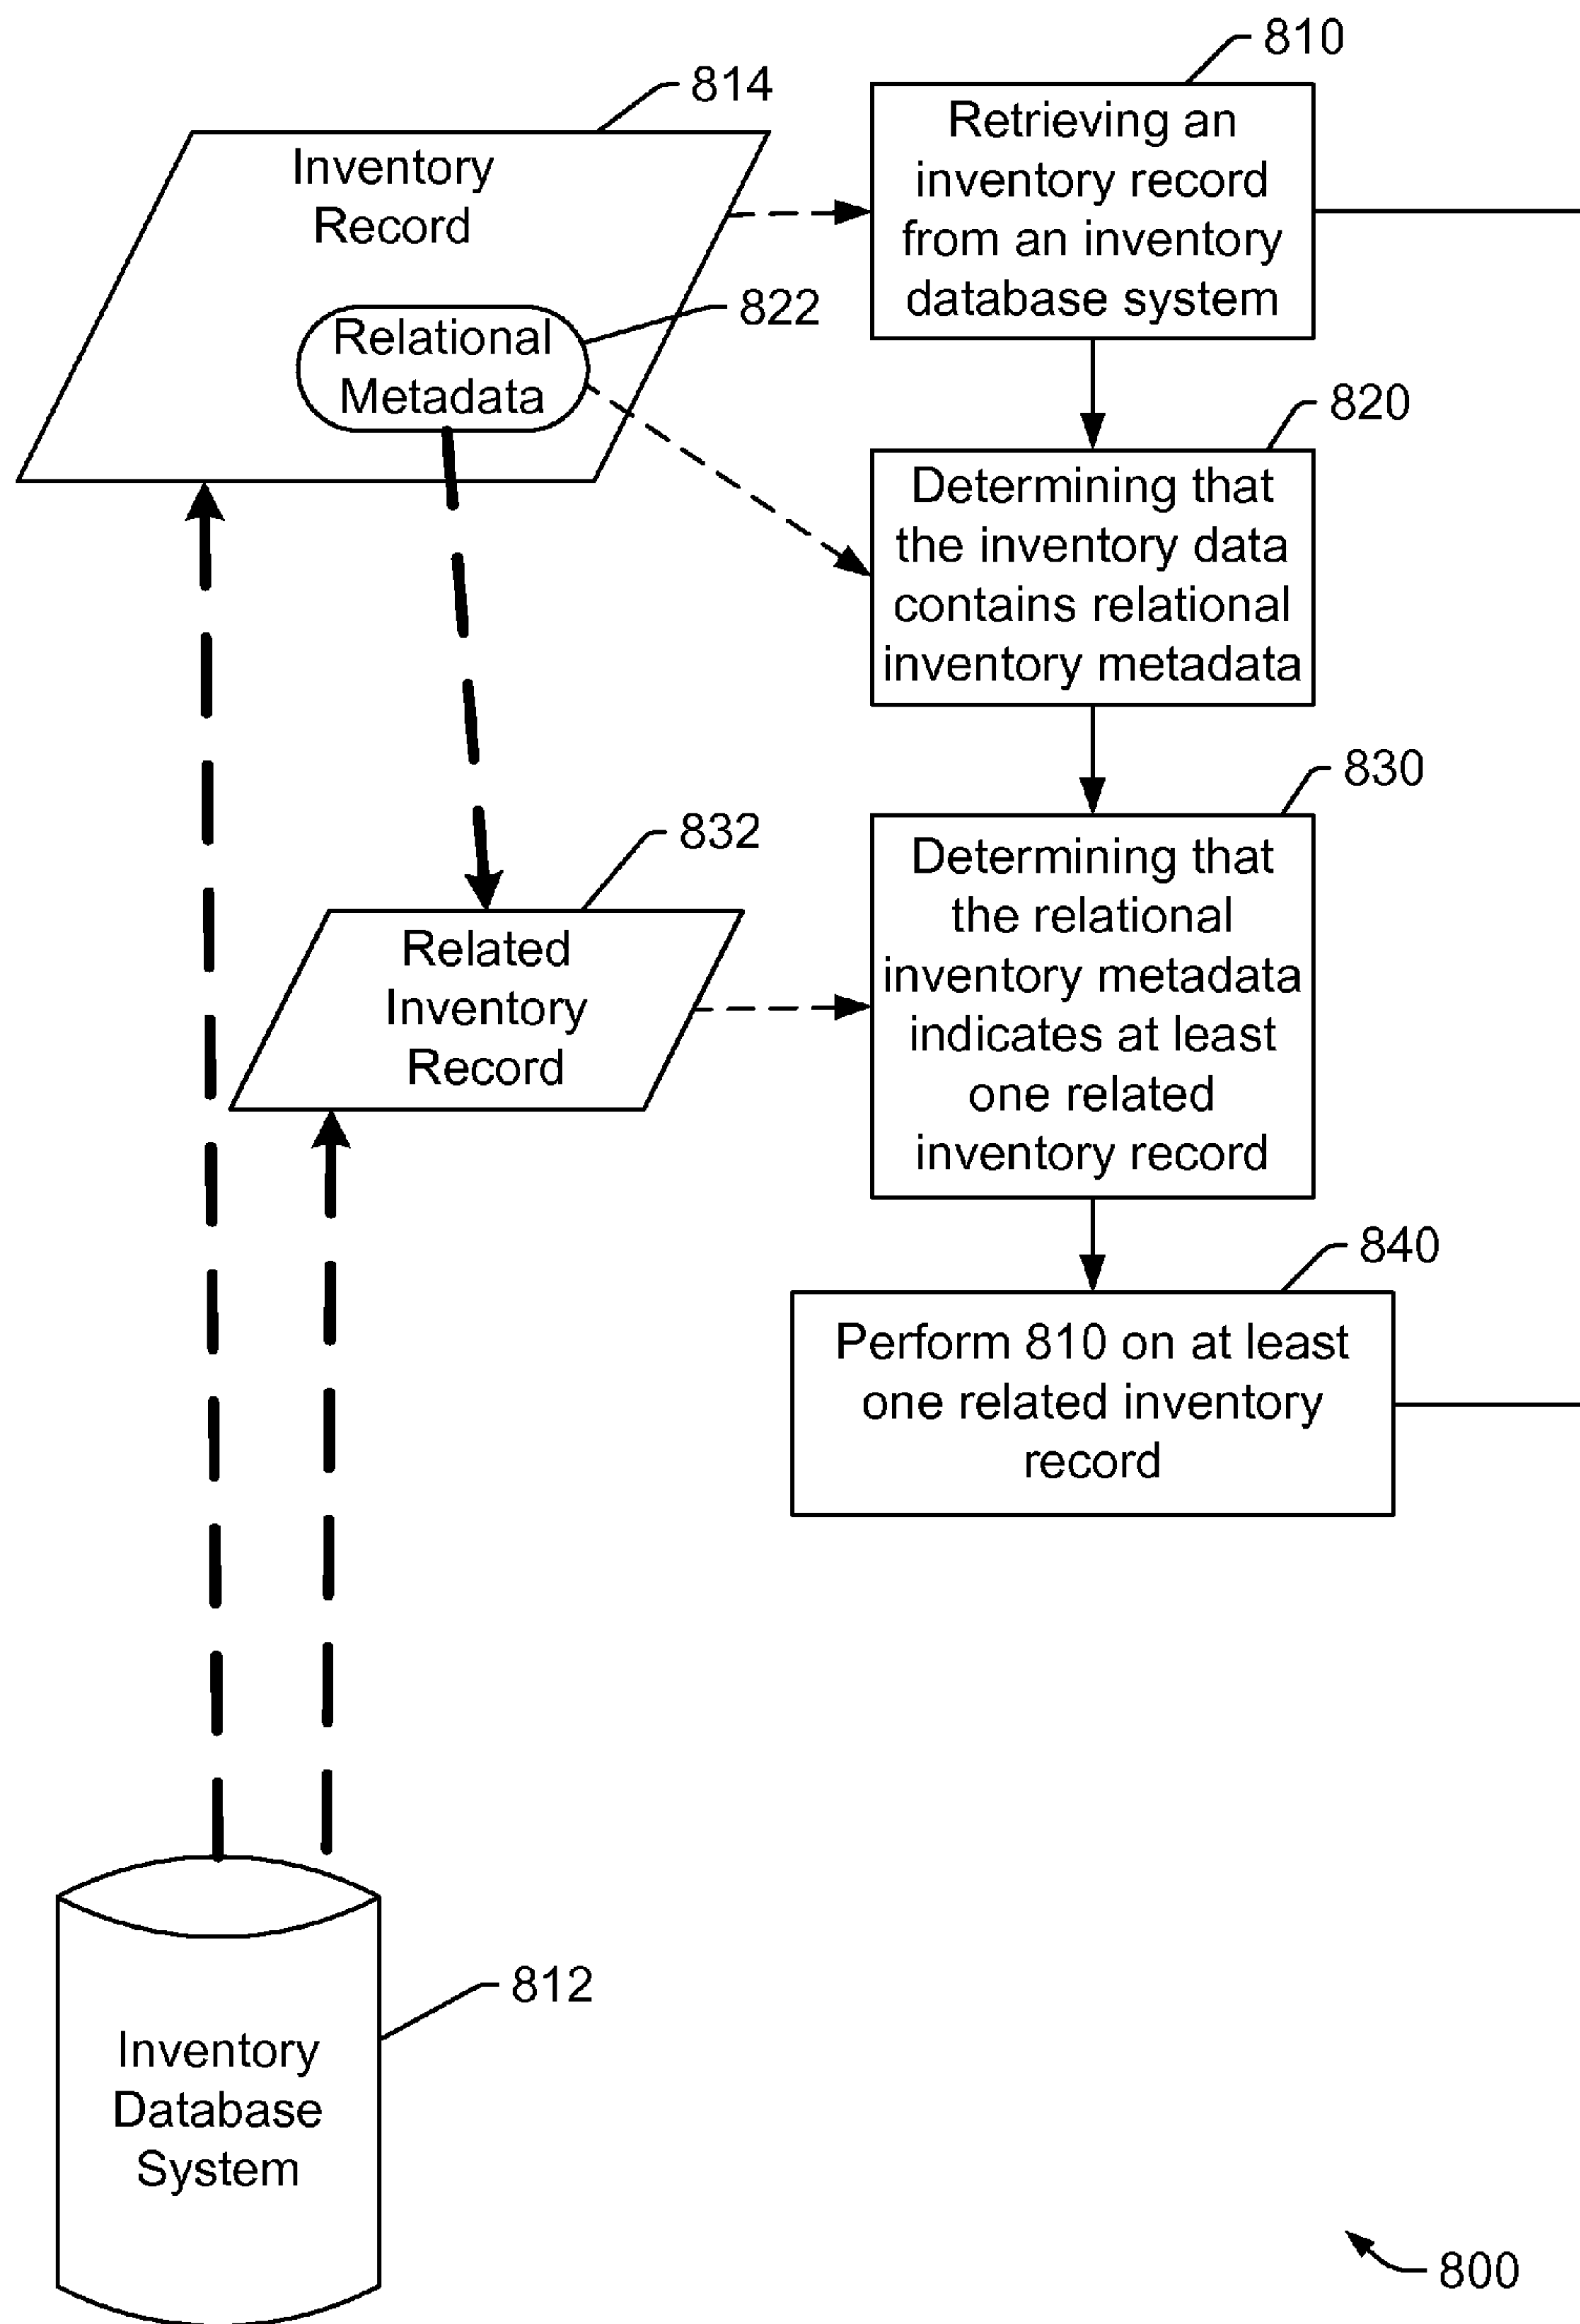 810
814
Inventory
Record
Retrieving an
inventory record
from an inventory
database system
822
Relational
Metadata
820
Determining that
the inventory data
contains relational
inventory metadata
830
832
Determining that
the relational
inventory metadata
indicates at least
one related
inventory record
Related
Inventory
Record
840
Perform 810 on at least
one related inventory
record
812
Inventory
Database
System
800